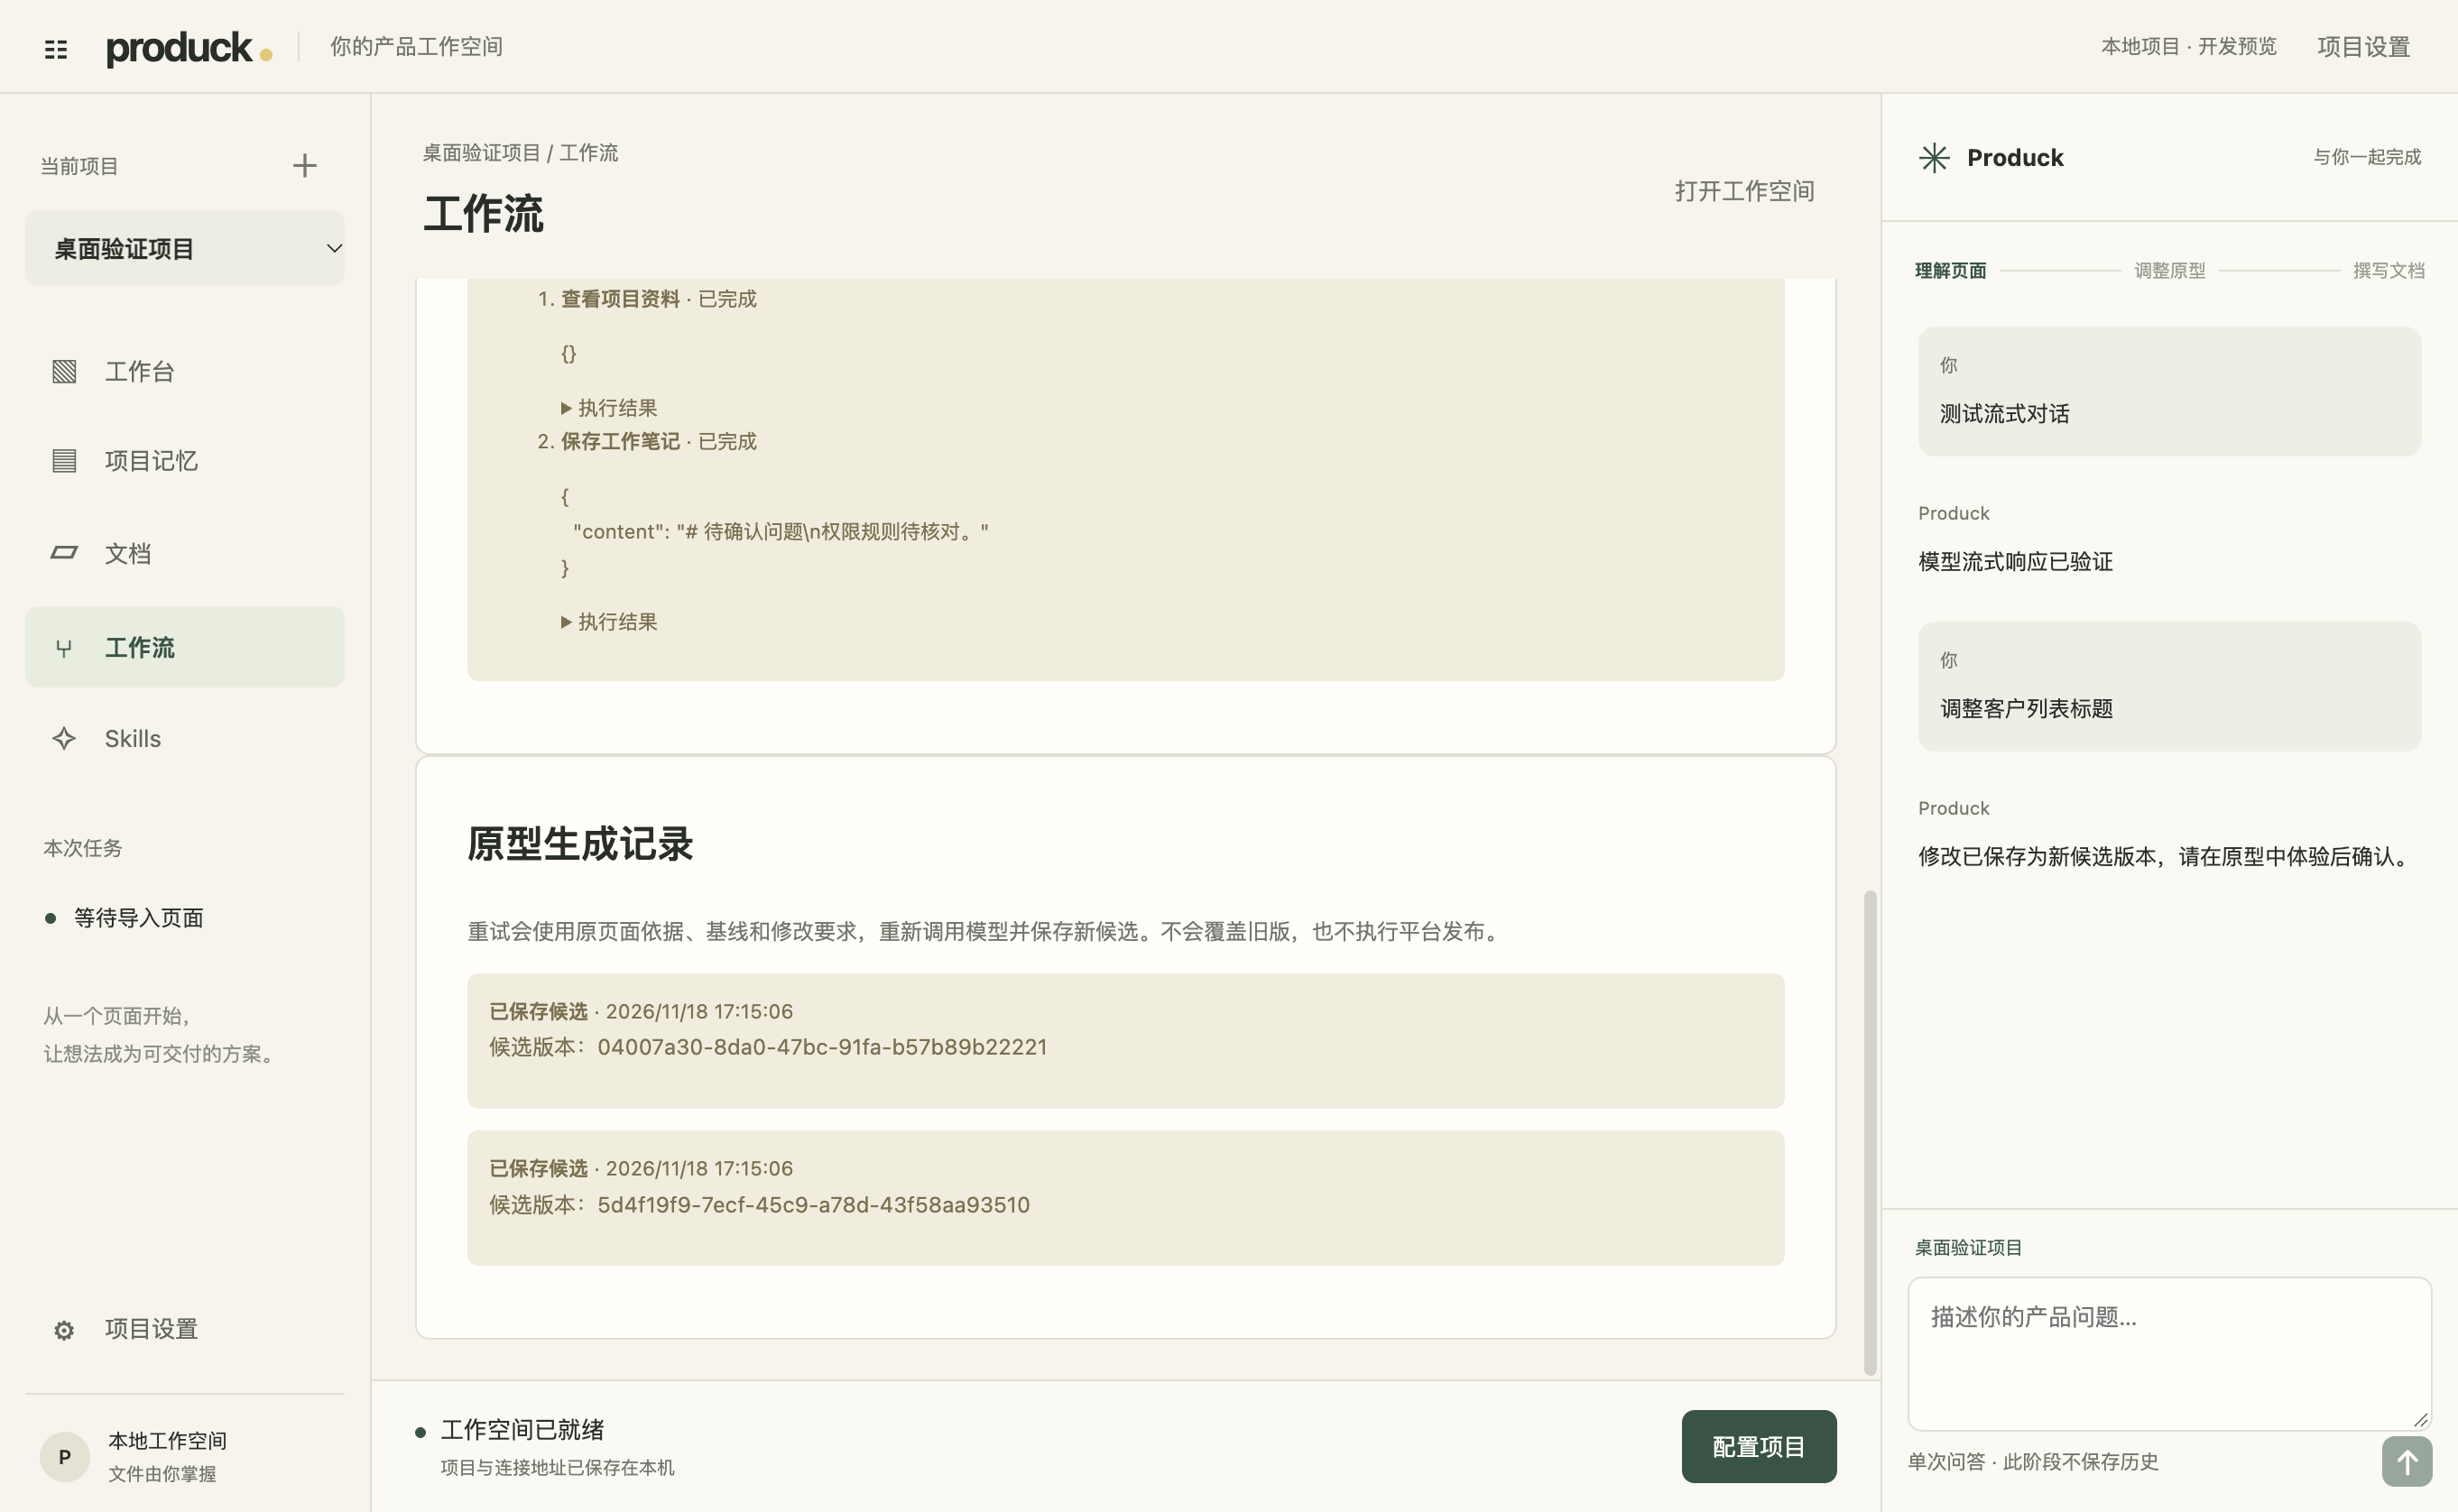 produck.
你的产品工作空间
本地项目 · 开发预览
项目设置
当前项目
桌面验证项目
工作台
项目记忆
文档
工作流
Skills
本次任务
等待导入页面
从一个页面开始，
让想法成为可交付的方案。
项目设置
P
本地工作空间
文件由你掌握
桌面验证项目 / 工作流
工作流
打开工作空间
1. 查看项目资料 · 已完成
{}
▶ 执行结果
2. 保存工作笔记 · 已完成
{
"content": "# 待确认问题\n权限规则待核对。"
}
▶ 执行结果
原型生成记录
重试会使用原页面依据、基线和修改要求，重新调用模型并保存新候选。不会覆盖旧版，也不执行平台发布。
已保存候选 · 2026/11/18 17:15:06
候选版本：04007a30-8da0-47bc-91fa-b57b89b22221
已保存候选 · 2026/11/18 17:15:06
候选版本：5d4f19f9-7ecf-45c9-a78d-43f58aa93510
工作空间已就绪
项目与连接地址已保存在本机
配置项目
Produck
与你一起完成
理解页面
调整原型
撰写文档
你
测试流式对话
Produck
模型流式响应已验证
你
调整客户列表标题
Produck
修改已保存为新候选版本，请在原型中体验后确认。
桌面验证项目
描述你的产品问题...
单次问答 · 此阶段不保存历史